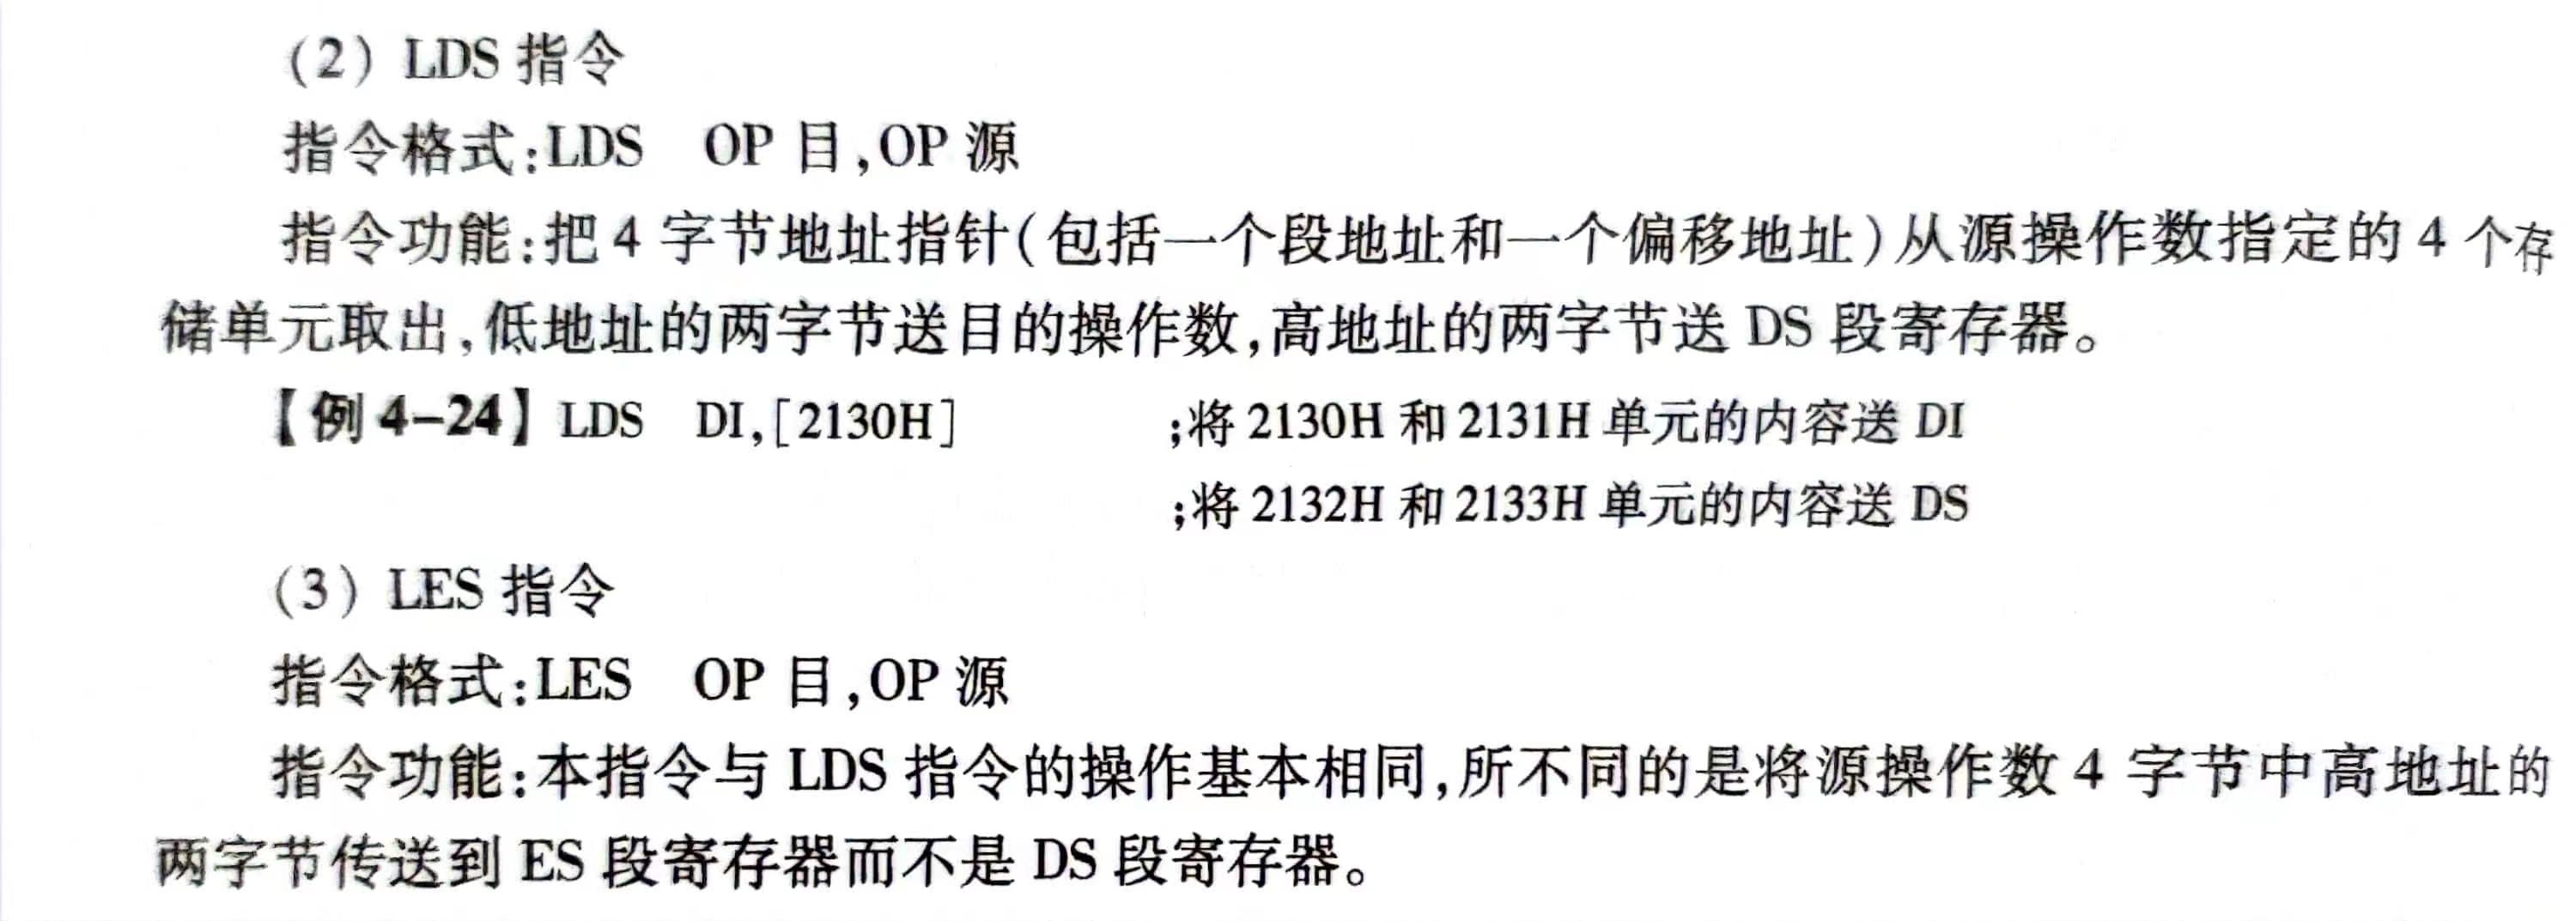 (2) LDS 指令
指令格式:LDS OP 目,OP 源
指令功能:把 4 字节地址指针(包括一个段地址和一个偏移地址)从源操作数指定的 4 个存
储单元取出,低地址的两字节送目的操作数,高地址的两字节送 DS 段寄存器。
【例 4-24】LDS DI,[2130H] ;将 2130H 和 2131H 单元的内容送 DI
;将 2132H 和 2133H 单元的内容送 DS
(3) LES 指令
指令格式:LES OP 目,OP 源
指令功能:本指令与 LDS 指令的操作基本相同,所不同的是将源操作数 4 字节中高地址的
两字节传送到 ES 段寄存器而不是 DS 段寄存器。